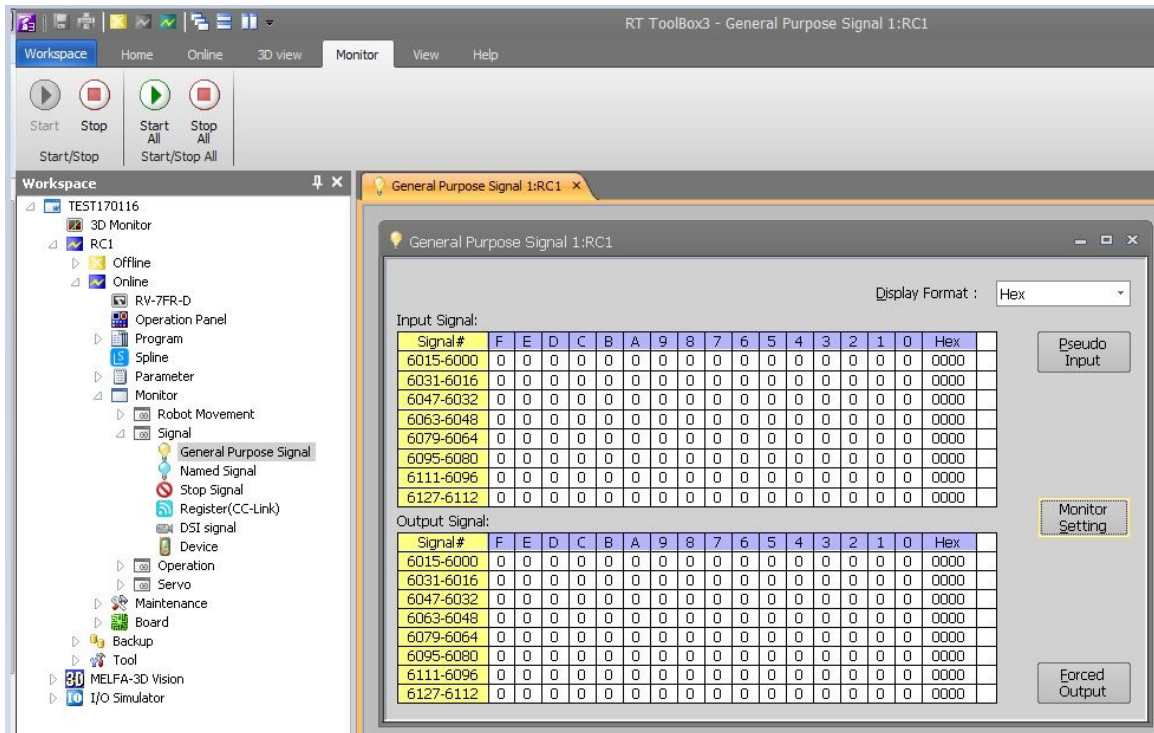 RT ToolBox3 - General Purpose Signal 1:RC1
Workspace Home Online 3D view Monitor View Help
Start Stop Start All Stop All
Start/Stop Start/Stop All
Workspace
TEST170116
3D Monitor
RC1
Offline
Online
RV-7FR-D
Operation Panel
Program
Spline
Parameter
Monitor
Robot Movement
Signal
General Purpose Signal
Named Signal
Stop Signal
Register(CC-Link)
DSI signal
Device
Operation
Servo
Maintenance
Board
Backup
Tool
MELFA-3D Vision
I/O Simulator
General Purpose Signal 1:RC1
General Purpose Signal 1:RC1
Display Format : Hex
Input Signal:
Signal# F E D C B A 9 8 7 6 5 4 3 2 1 0 Hex
6015-6000 0 0 0 0 0 0 0 0 0 0 0 0 0 0 0 0 0000
6031-6016 0 0 0 0 0 0 0 0 0 0 0 0 0 0 0 0 0000
6047-6032 0 0 0 0 0 0 0 0 0 0 0 0 0 0 0 0 0000
6063-6048 0 0 0 0 0 0 0 0 0 0 0 0 0 0 0 0 0000
6079-6064 0 0 0 0 0 0 0 0 0 0 0 0 0 0 0 0 0000
6095-6080 0 0 0 0 0 0 0 0 0 0 0 0 0 0 0 0 0000
6111-6096 0 0 0 0 0 0 0 0 0 0 0 0 0 0 0 0 0000
6127-6112 0 0 0 0 0 0 0 0 0 0 0 0 0 0 0 0 0000
Output Signal:
Signal# F E D C B A 9 8 7 6 5 4 3 2 1 0 Hex
6015-6000 0 0 0 0 0 0 0 0 0 0 0 0 0 0 0 0 0000
6031-6016 0 0 0 0 0 0 0 0 0 0 0 0 0 0 0 0 0000
6047-6032 0 0 0 0 0 0 0 0 0 0 0 0 0 0 0 0 0000
6063-6048 0 0 0 0 0 0 0 0 0 0 0 0 0 0 0 0 0000
6079-6064 0 0 0 0 0 0 0 0 0 0 0 0 0 0 0 0 0000
6095-6080 0 0 0 0 0 0 0 0 0 0 0 0 0 0 0 0 0000
6111-6096 0 0 0 0 0 0 0 0 0 0 0 0 0 0 0 0 0000
6127-6112 0 0 0 0 0 0 0 0 0 0 0 0 0 0 0 0 0000
Pseudo
Input
Monitor
Setting
Forced
Output